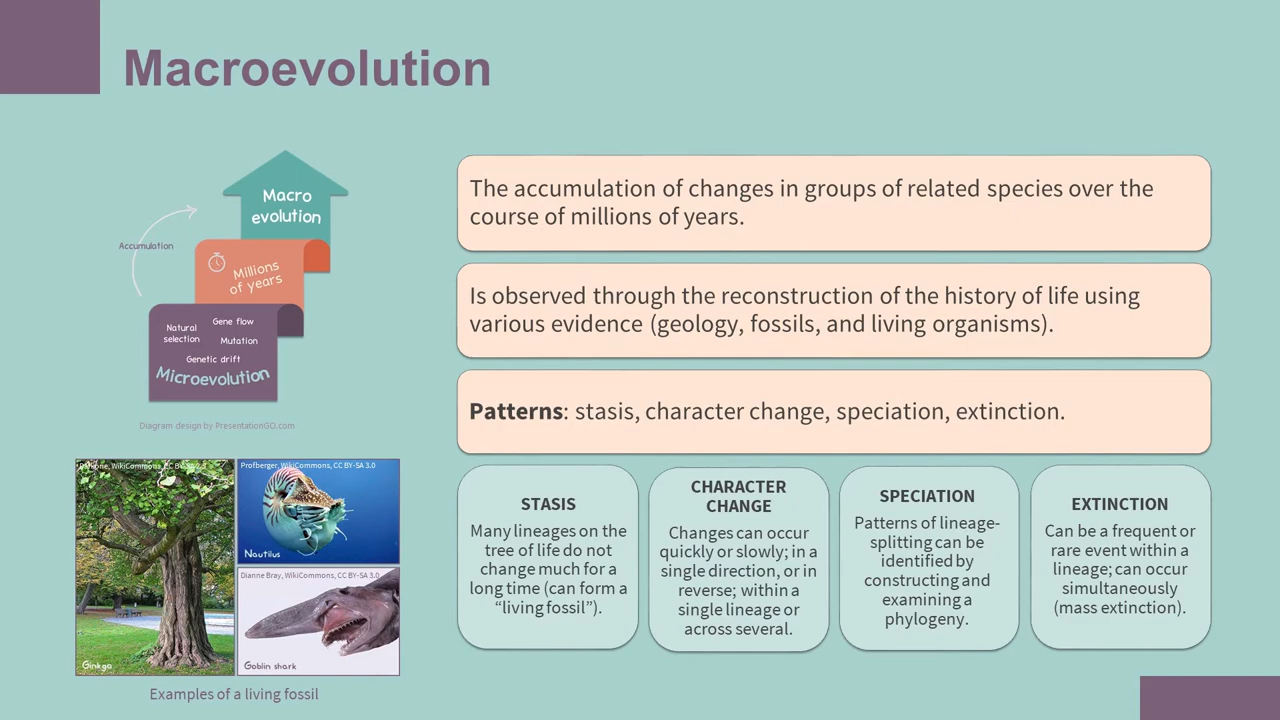 Macroevolution
Macro
evolution
Accumulation
Millions
of years
Natural
selection
Gene flow
Mutation
Genetic drift
Microevolution
Diagram design by PresentationGO.com
WikiCommons, CC BY-SA
Profberger, WikiCommons, CC BY-SA 3.0
Nautilus
Dianne Bray, WikiCommons, CC BY-SA 3.0
Ginkgo
Goblin shark
Examples of a living fossil
The accumulation of changes in groups of related species over the
course of millions of years.
Is observed through the reconstruction of the history of life using
various evidence (geology, fossils, and living organisms).
Patterns: stasis, character change, speciation, extinction.
STASIS
Many lineages on the
tree of life do not
change much for a
long time (can form a
“living fossil”).
CHARACTER
CHANGE
Changes can occur
quickly or slowly; in a
single direction, or in
reverse; within a
single lineage or
across several.
SPECIATION
Patterns of lineage-
splitting can be
identified by
constructing and
examining a
phylogeny.
EXTINCTION
Can be a frequent or
rare event within a
lineage; can occur
simultaneously
(mass extinction).